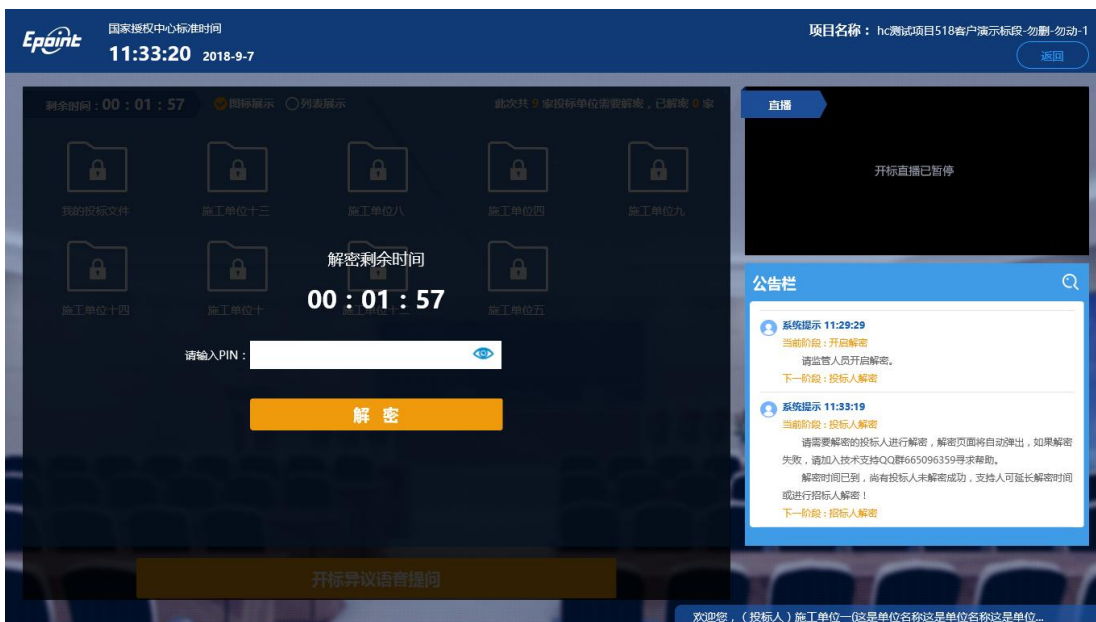 Epoint
国家授权中心标准时间
11:33:20 2018-9-7
项目名称：hc测试项目518客户演示标段-勿删-勿动-1
返回
剩余时间：00：01：57
图标展示 列表展示
此次共 9 家投标单位需要解密，已解密 0 家
我的投标文件 施工单位十三 施工单位八 施工单位四 施工单位九
施工单位十四 施工单位十 施工单位十二 施工单位五
解密剩余时间
00：01：57
请输入PIN：
解 密
开标异议语音提问
直播
开标直播已暂停
公告栏
系统提示 11:29:29
当前阶段：开启解密
请监管人员开启解密。
下一阶段：投标人解密
系统提示 11:33:19
当前阶段：投标人解密
请需要解密的投标人进行解密，解密页面将自动弹出，如果解密
失败，请加入技术支持QQ群665096359寻求帮助。
解密时间已到，尚有投标人未解密成功，支持人可延长解密时间
或进行招标人解密！
下一阶段：招标人解密
欢迎您，（投标人）施工单位一(这是单位名称这是单位名称这是单位...